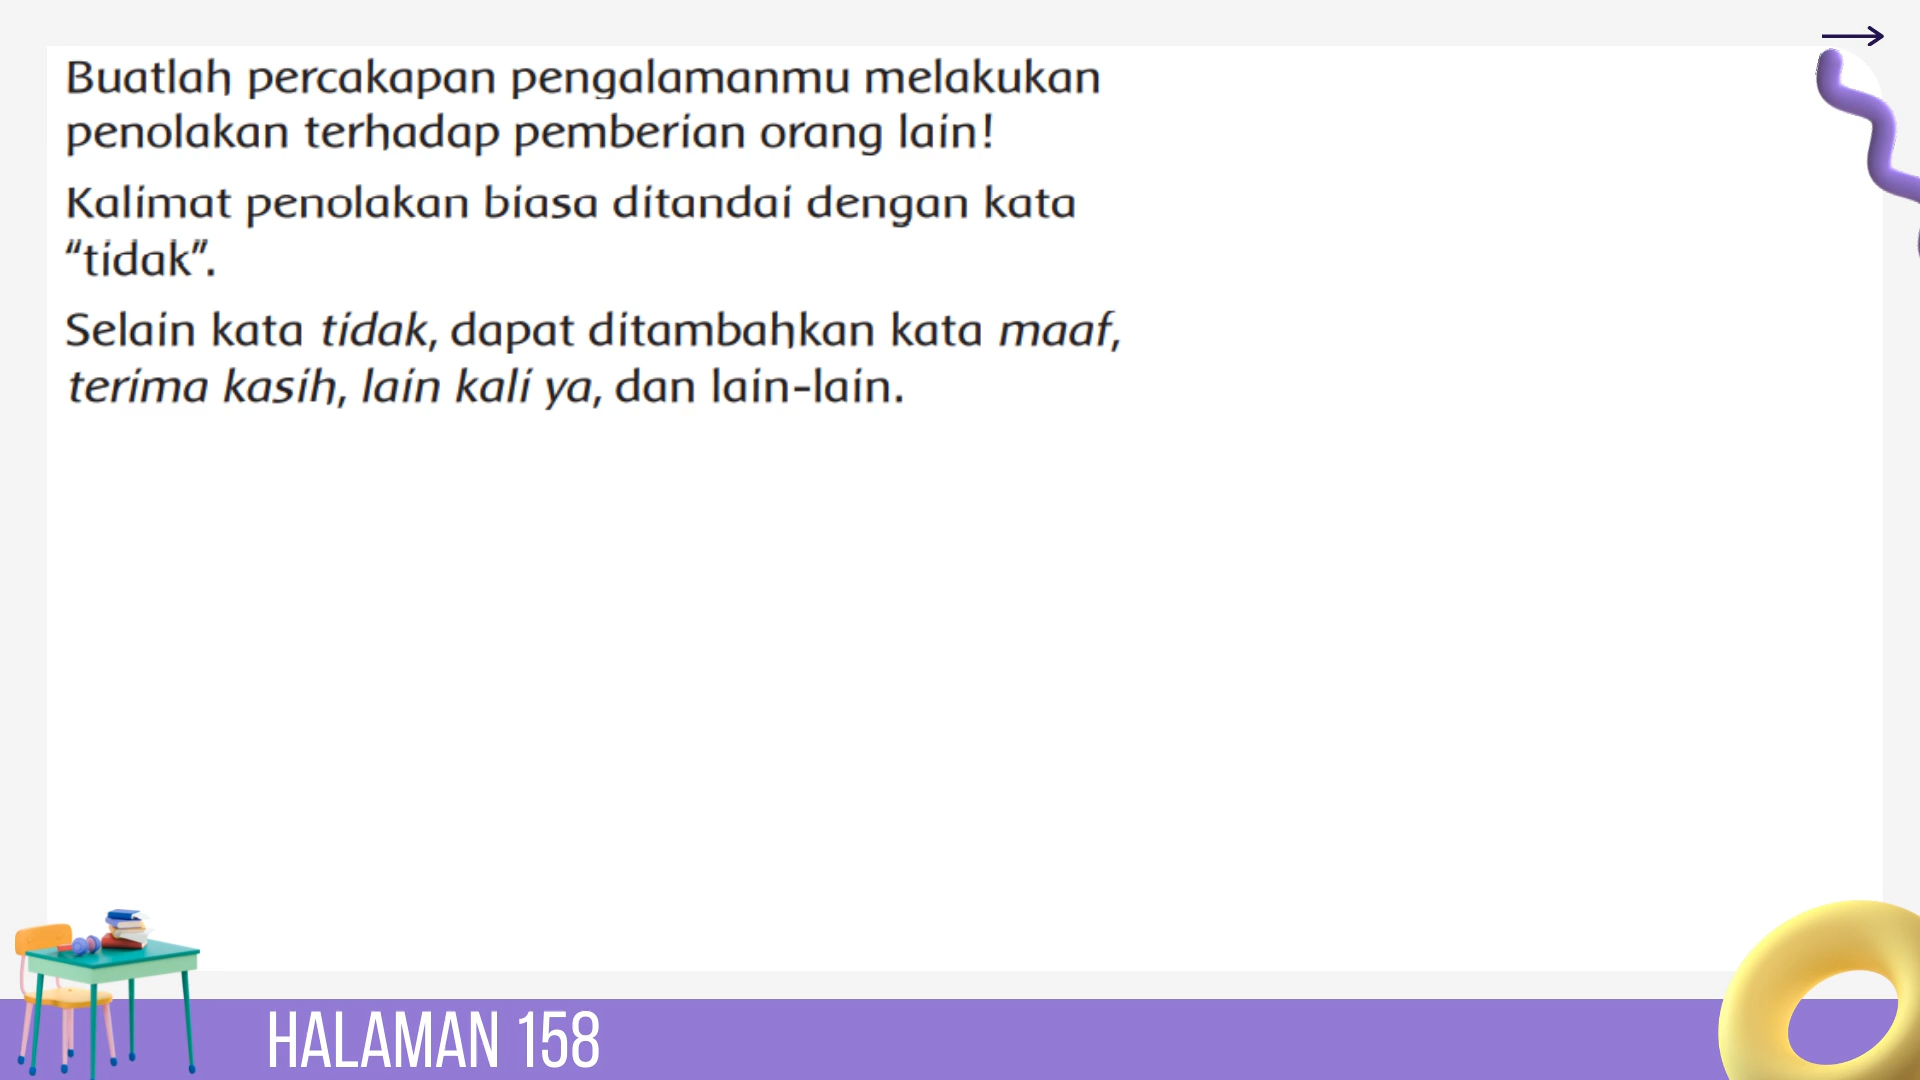 Buatlah percakapan pengalamanmu melakukan
penolakan terhadap pemberian orang lain!
Kalimat penolakan biasa ditandai dengan kata
“tidak”.
Selain kata tidak, dapat ditambahkan kata maaf,
terima kasih, lain kali ya, dan lain-lain.
HALAMAN 158